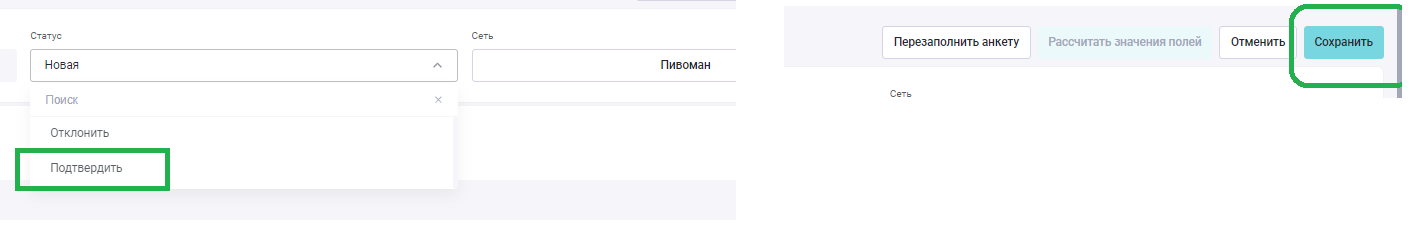 Статус
Сеть
Новая
Пивоман
Поиск
Отклонить
Подтвердить
Перезаполнить анкету
Рассчитать значения полей
Отменить
Сохранить
Сеть